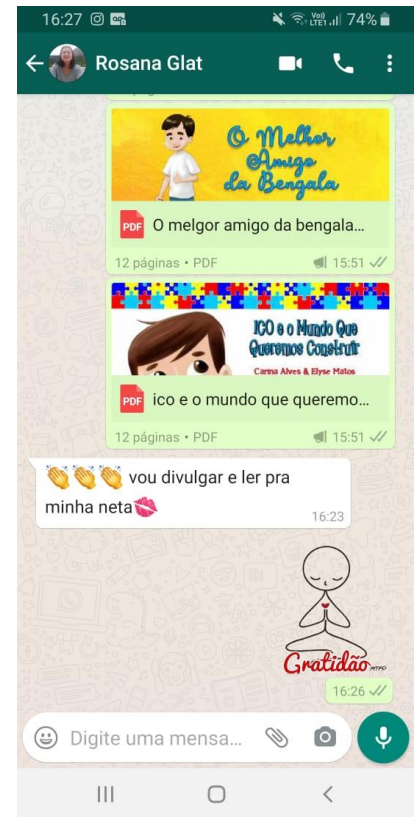 16:27
Voi)
LTE1
74%
Rosana Glat
O Melhor
Amigo
da Bengala
PDF
O melgor amigo da bengala...
12 páginas • PDF
15:51
ICO e o Mundo Que
Queremos Construir
Carina Alves & Elyse Matos
PDF
ico e o mundo que queremo...
12 páginas • PDF
15:51
vou divulgar e ler pra
minha neta
16:23
Gratidão
16:26
Digite uma mensa...